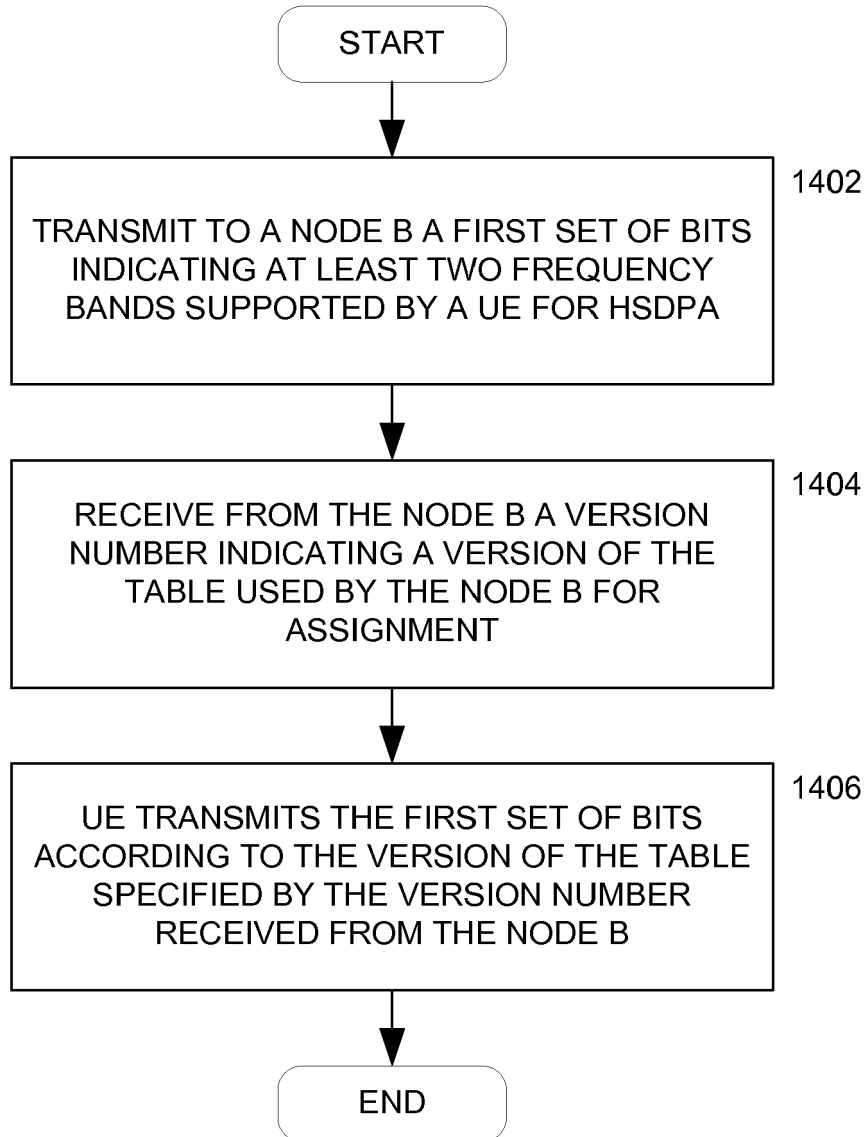 START
1402
TRANSMIT TO A NODE B A FIRST SET OF BITS
INDICATING AT LEAST TWO FREQUENCY
BANDS SUPPORTED BY A UE FOR HSDPA
1404
RECEIVE FROM THE NODE B A VERSION
NUMBER INDICATING A VERSION OF THE
TABLE USED BY THE NODE B FOR
ASSIGNMENT
1406
UE TRANSMITS THE FIRST SET OF BITS
ACCORDING TO THE VERSION OF THE TABLE
SPECIFIED BY THE VERSION NUMBER
RECEIVED FROM THE NODE B
END